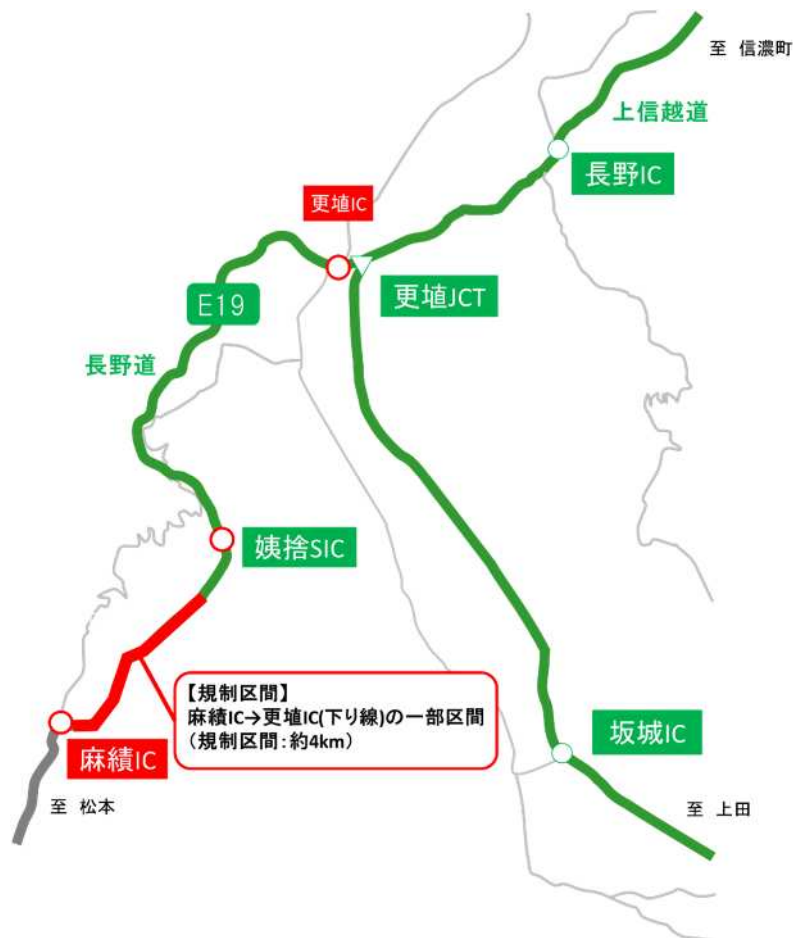 至 信濃町
上信越道
長野IC
更埴IC
更埴JCT
E19
長野道
姨捨SIC
【規制区間】
麻績IC→更埴IC(下り線)の一部区間
(規制区間:約4km)
麻績IC
坂城IC
至 松本
至 上田